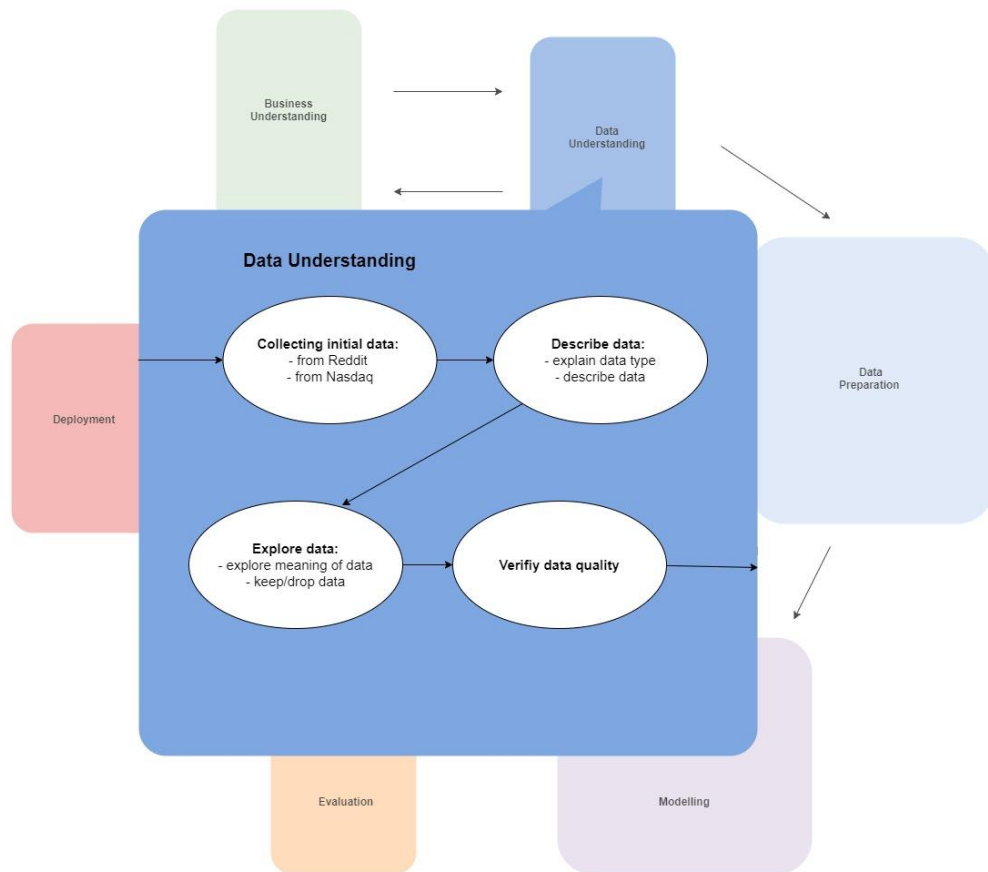 Business
Understanding
Data
Understanding
Data Understanding
Collecting initial data:
- from Reddit
- from Nasdaq
Describe data:
- explain data type
- describe data
Data
Preparation
Deployment
Explore data:
- explore meaning of data
- keep/drop data
Verifiy data quality
Evaluation
Modelling